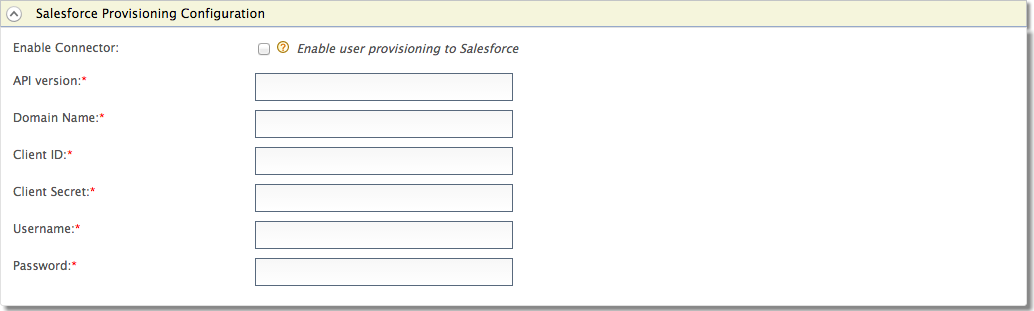 Salesforce Provisioning Configuration
Enable Connector: ? Enable user provisioning to Salesforce
API version:*
Domain Name:*
Client ID:*
Client Secret:*
Username:*
Password:*